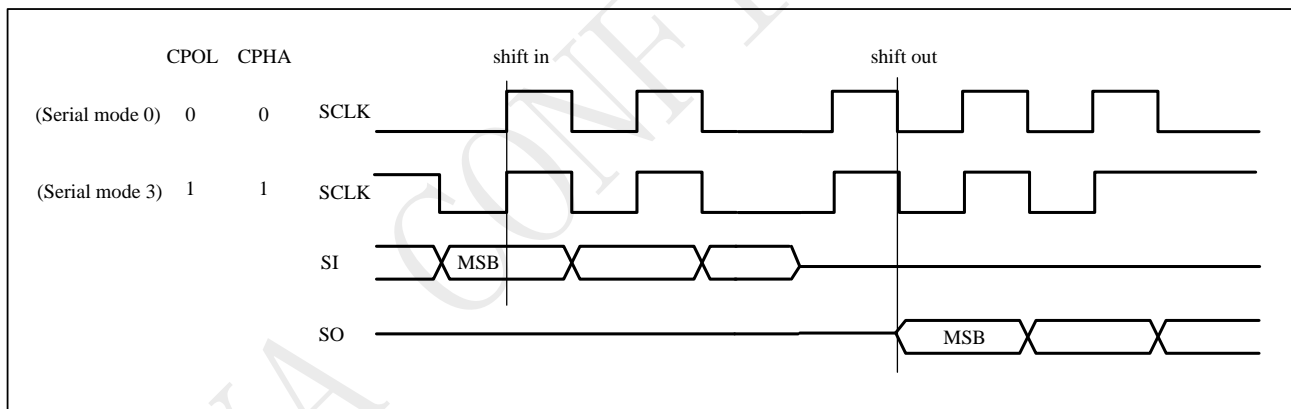 CPOL CPHA shift in shift out
(Serial mode 0) 0 0 SCLK
(Serial mode 3) 1 1 SCLK
SI MSB
SO MSB